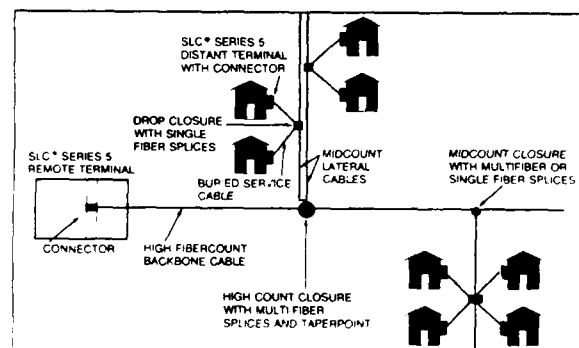 SLC® SERIES 5
DISTANT TERMINAL
WITH CONNECTOR
DROP CLOSURE
WITH SINGLE
FIBER SPLICES
SLC® SERIES 5
REMOTE TERMINAL
BURIED SERVICE
CABLE
MIDCOUNT
LATERAL
CABLES
MIDCOUNT CLOSURE
WITH MULTIFIBER OR
SINGLE FIBER SPLICES
CONNECTOR
HIGH FIBERCOUNT
BACKBONE CABLE
HIGH COUNT CLOSURE
WITH MULTI-FIBER
SPLICES AND TAPERPOINT